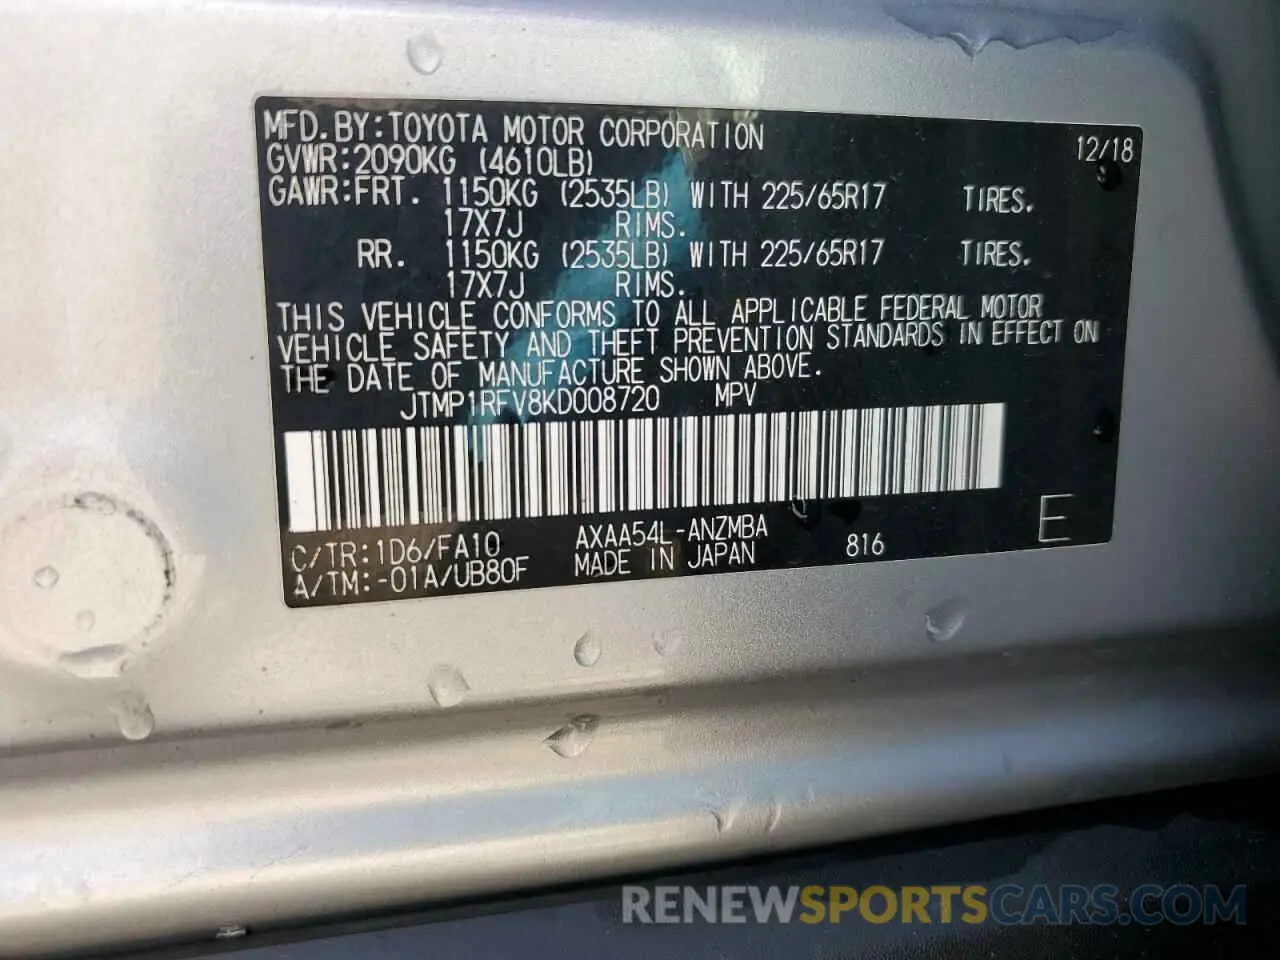 MFD.BY:TOYOTA MOTOR CORPORATION 12/18
GVWR:2090KG (4610LB) S
GAWR:FRT. 1150KG (2535LB) WITH 225/65R17 TIRES.
17X7J RIMS.
RR. 1150KG (2535LB) WITH 225/65R17 TIRES.
17X7J RIMS.
THIS VEHICLE CONFORMS TO ALL APPLICABLE FEDERAL MOTOR
VEHICLE SAFETY AND THEFT PREVENTION STANDARDS IN EFFECT ON
THE DATE OF MANUFACTURE SHOWN ABOVE.
JTMP1RFV8KD008720 MPV
C/TR:1D6/FA10 AXAA54L-ANZMBA 816 E
A/TM:-01A/UB80F MADE IN JAPAN
RENEWSPORTSCARS.COM